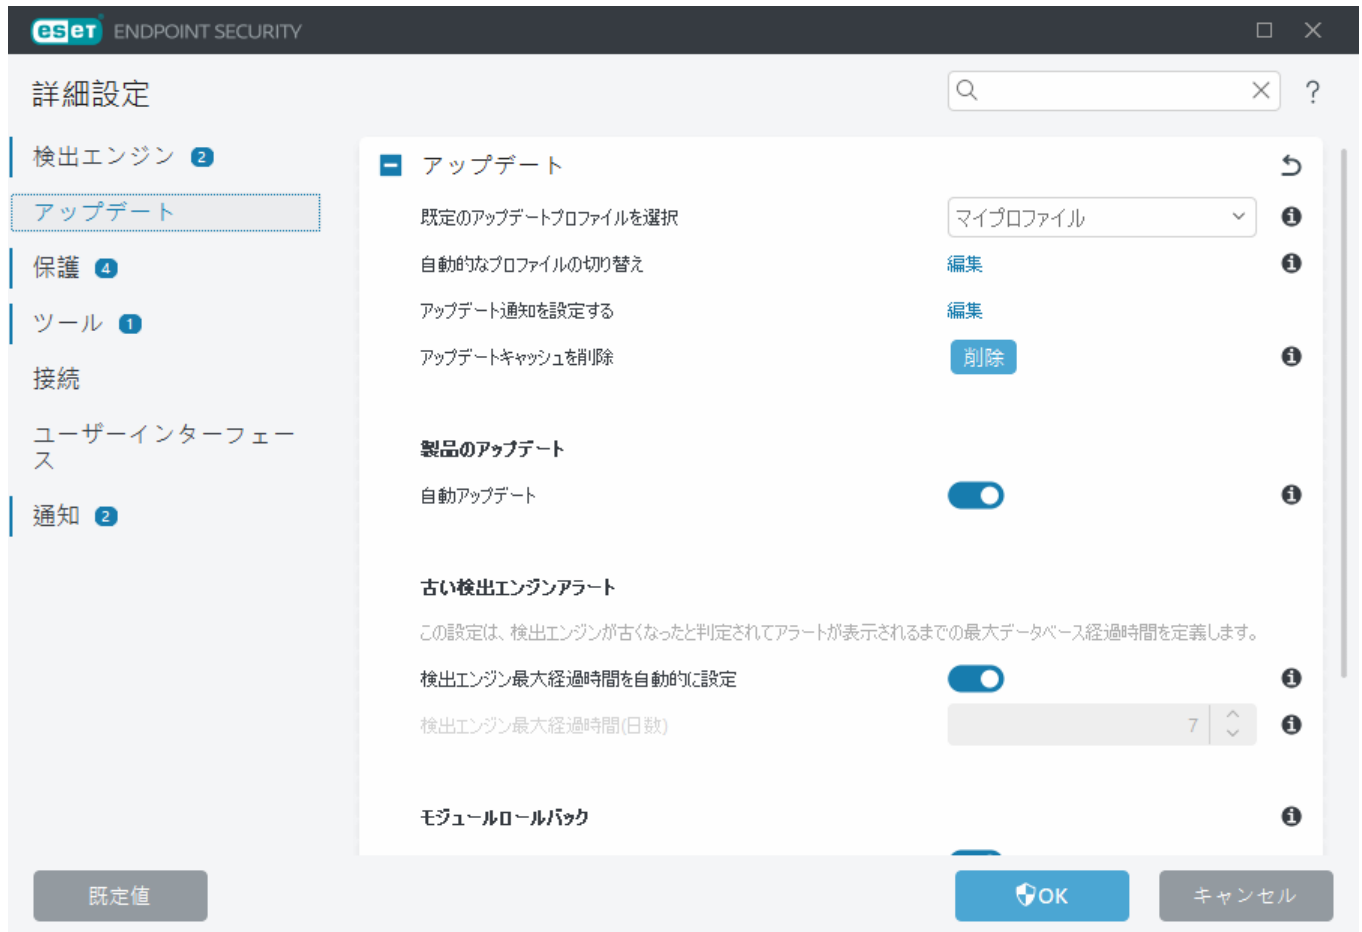 eset ENDPOINT SECURITY
詳細設定
?
検出エンジン 2
アップデート
保護 4
ツール 1
接続
ユーザーインターフェー
ス
通知 2
アップデート
既定のアップデートプロファイルを選択 マイプロファイル
自動的なプロファイルの切り替え 編集
アップデート通知を設定する 編集
アップデートキャッシュを削除 削除
製品のアップデート
自動アップデート
古い検出エンジンアラート
この設定は、検出エンジンが古くなったと判定されてアラートが表示されるまでの最大データベース経過時間を定義します。
検出エンジン最大経過時間を自動的に設定
検出エンジン最大経過時間(日数) 7
モジュールロールバック
既定値 OK キャンセル